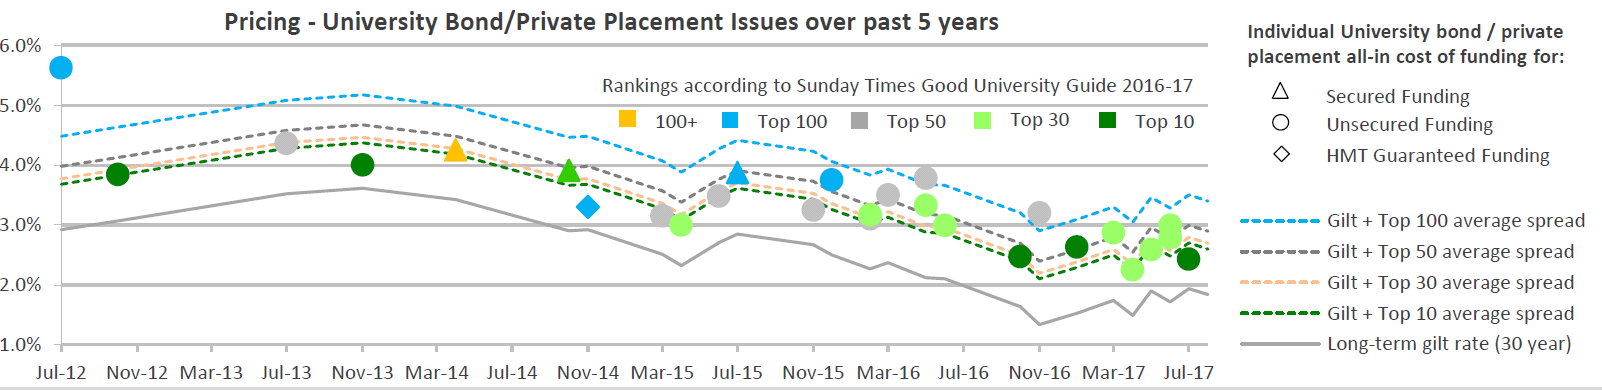 Pricing - University Bond/Private Placement Issues over past 5 years
6.0%
5.0%
4.0%
3.0%
2.0%
1.0%
Rankings according to Sunday Times Good University Guide 2016-17
100+ Top 100 Top 50 Top 30 Top 10
Jul-12 Nov-12 Mar-13 Jul-13 Nov-13 Mar-14 Jul-14 Nov-14 Mar-15 Jul-15 Nov-15 Mar-16 Jul-16 Nov-16 Mar-17 Jul-17
Individual University bond / private
placement all-in cost of funding for:
Secured Funding
Unsecured Funding
HMT Guaranteed Funding
Gilt + Top 100 average spread
Gilt + Top 50 average spread
Gilt + Top 30 average spread
Gilt + Top 10 average spread
Long-term gilt rate (30 year)